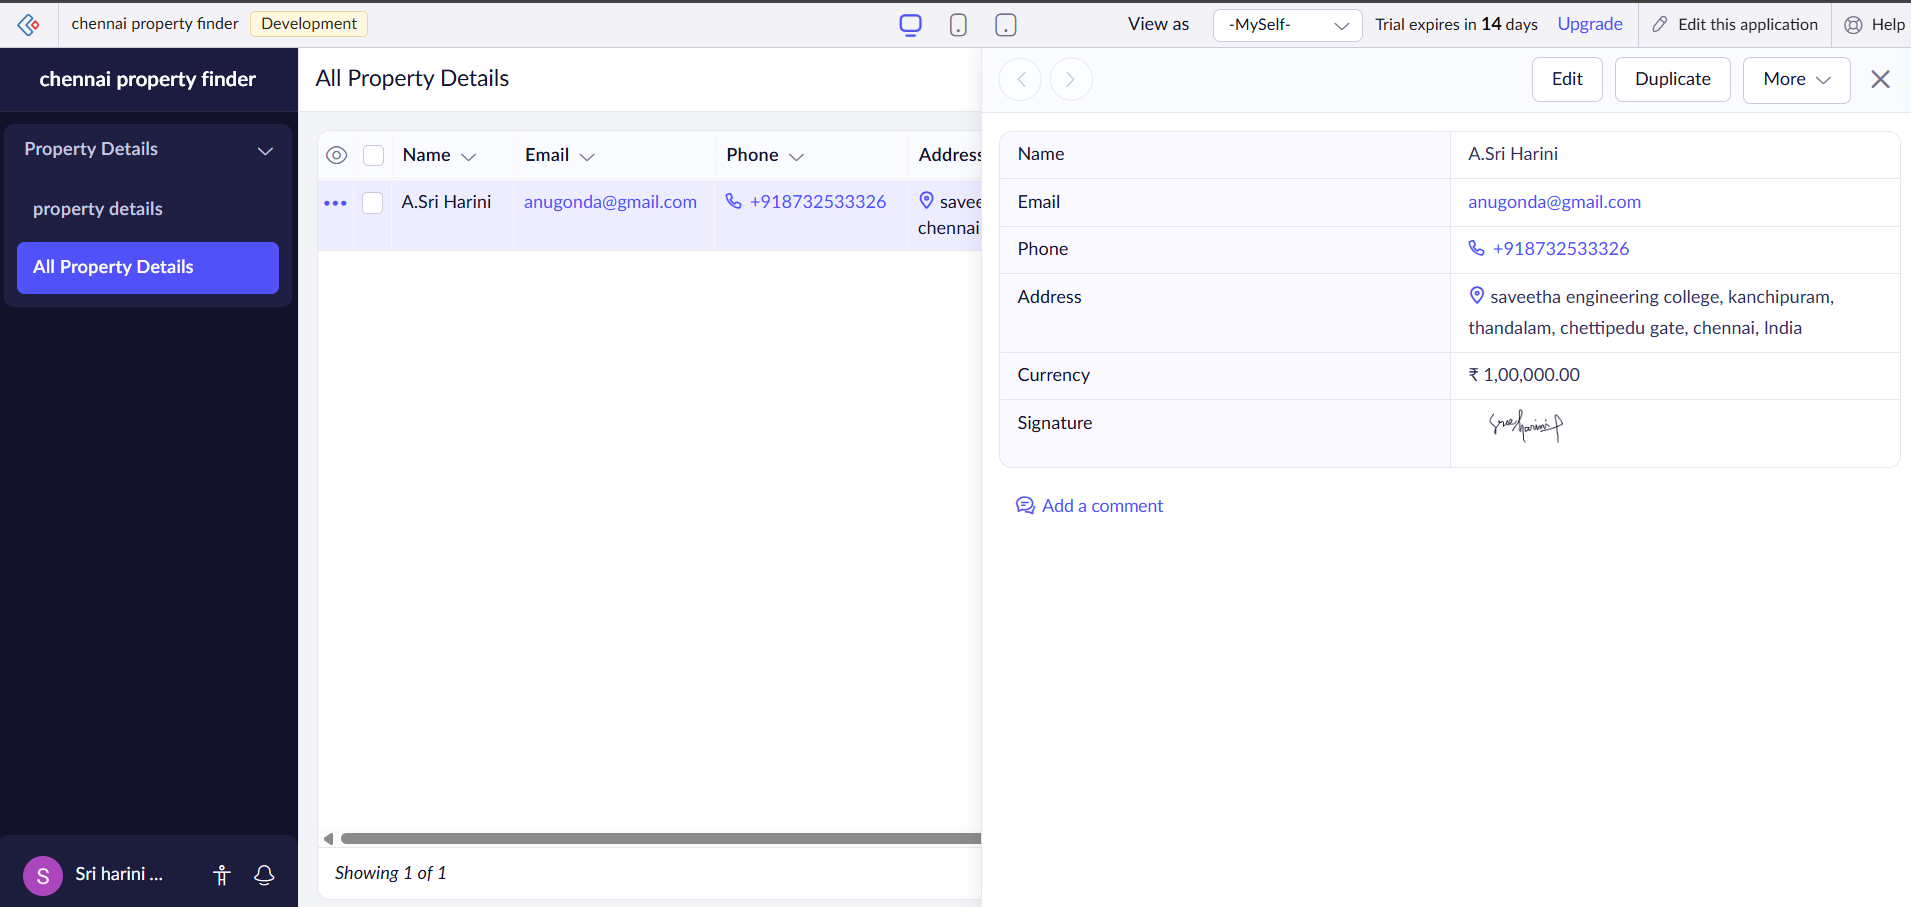 chennai property finder Development View as -MySelf- Trial expires in 14 days Upgrade Edit this application Help
chennai property finder
Property Details
property details
All Property Details
Sri harini ...
S
All Property Details
Name Email Phone Address
A.Sri Harini anugonda@gmail.com +918732533326 savee
chennai
Showing 1 of 1
Edit Duplicate More
Name A.Sri Harini
Email anugonda@gmail.com
Phone +918732533326
Address saveetha engineering college, kanchipuram,
thandalam, chettipedu gate, chennai, India
Currency ₹ 1,00,000.00
Signature Sreeharini
Add a comment